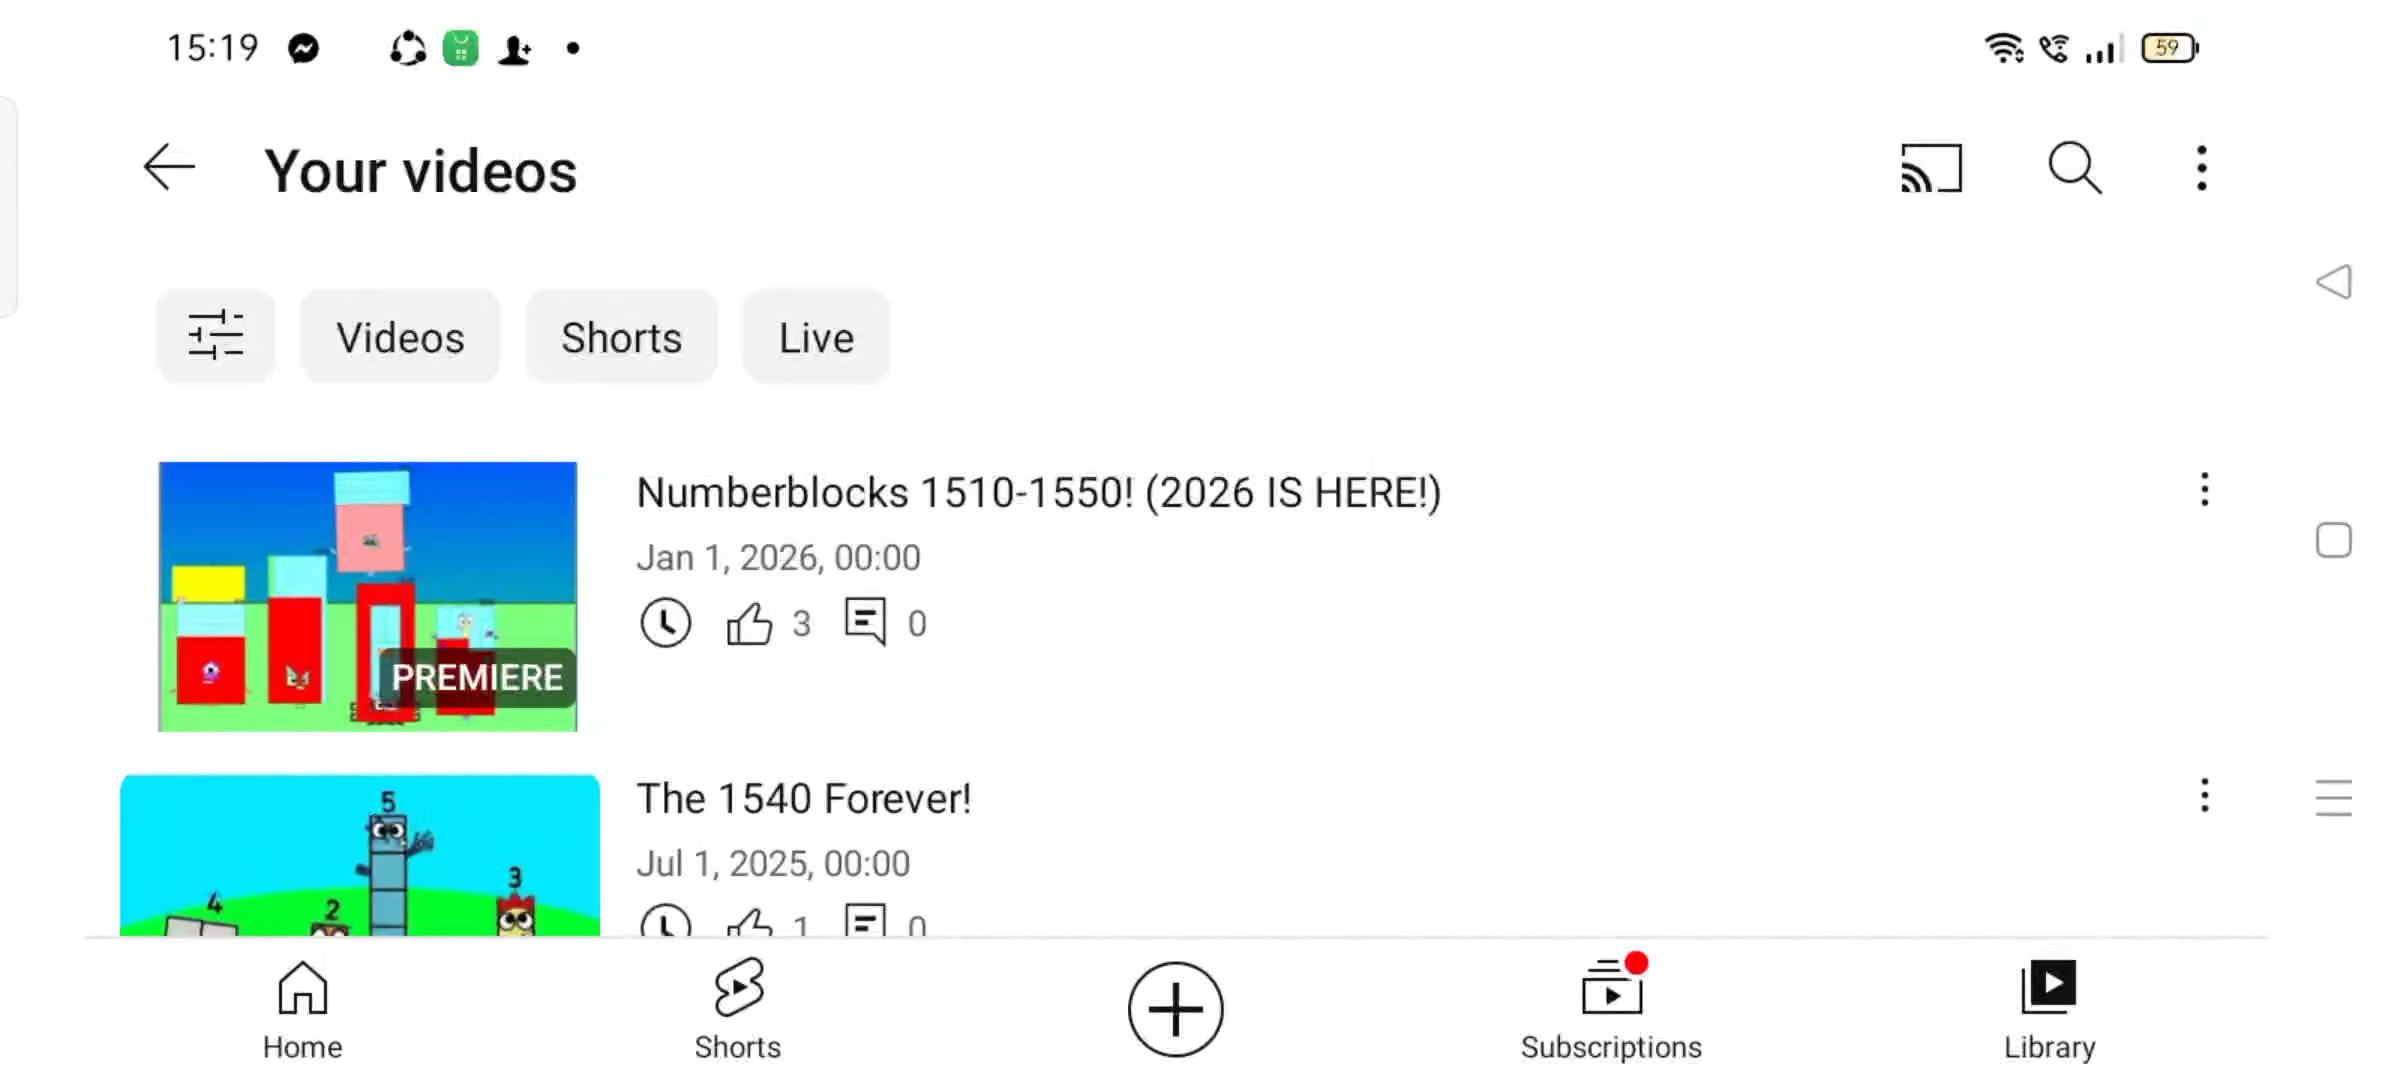 15:19
59
Your videos
Videos
Shorts
Live
Numberblocks 1510-1550! (2026 IS HERE!)
Jan 1, 2026, 00:00
3
0
PREMIERE
The 1540 Forever!
Jul 1, 2025, 00:00
1
0
5
4
2
3
Home
Shorts
Subscriptions
Library